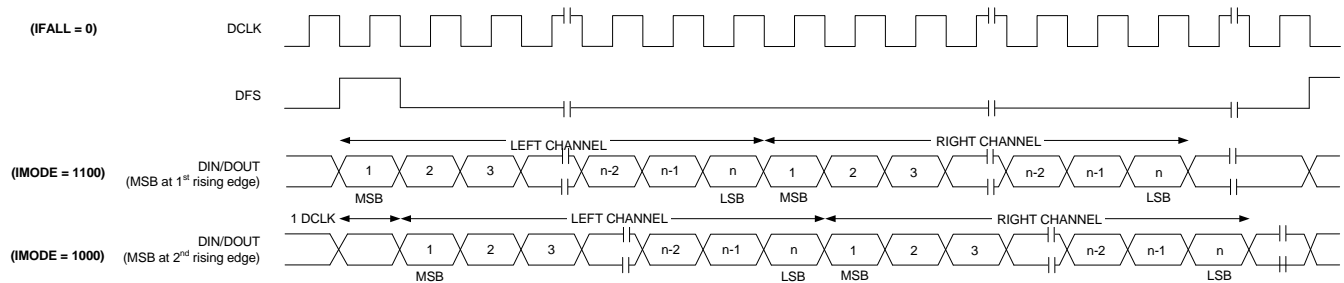 (IFALL = 0) DCLK
DFS
LEFT CHANNEL RIGHT CHANNEL
(IMODE = 1100) DIN/DOUT 1 2 3 n-2 n-1 n 1 2 3 n-2 n-1 n
(MSB at 1st rising edge)
MSB LSB MSB LSB
1 DCLK LEFT CHANNEL RIGHT CHANNEL
(IMODE = 1000) DIN/DOUT 1 2 3 n-2 n-1 n 1 2 3 n-2 n-1 n
(MSB at 2nd rising edge)
MSB LSB MSB LSB